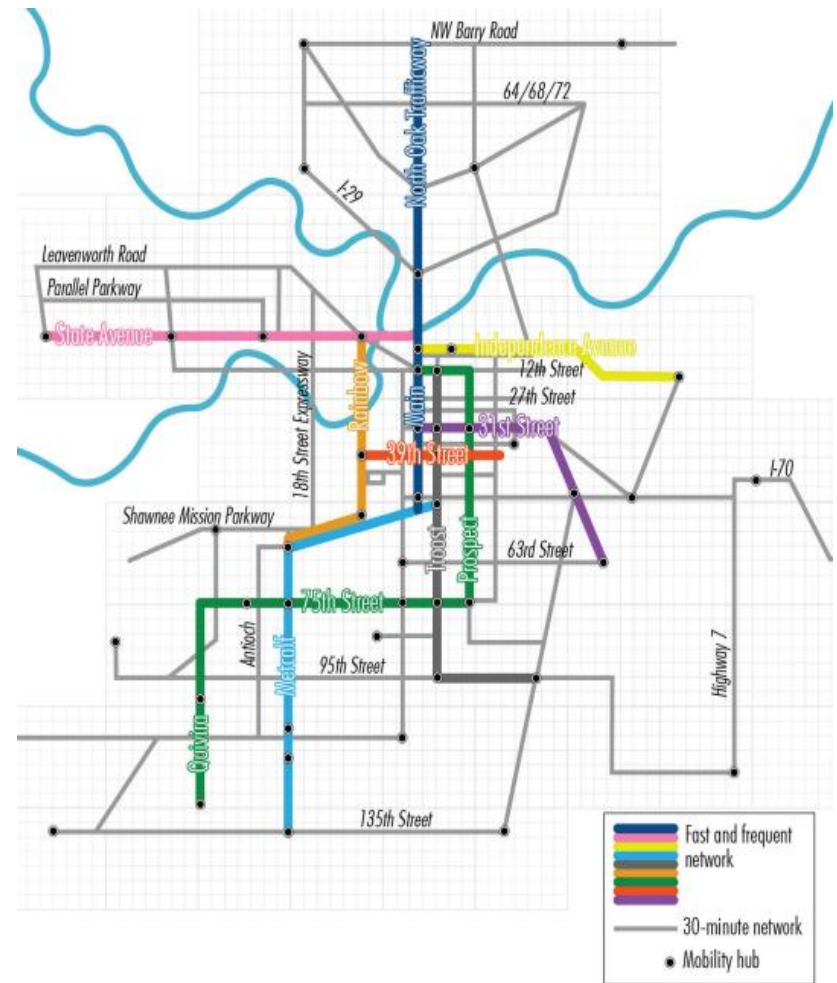 NW Barry Road
64/68/72
North Oak Trafficway
I-29
Leavenworth Road
Parallel Parkway
State Avenue
Independence Avenue
12th Street
27th Street
18th Street Expressway
Rainbow
Main
31st Street
39th Street
I-70
Shawnee Mission Parkway
63rd Street
Troost
Prospect
75th Street
Antioch
Metcalf
95th Street
Highway 7
Quivira
135th Street
Fast and frequent
network
30-minute network
Mobility hub